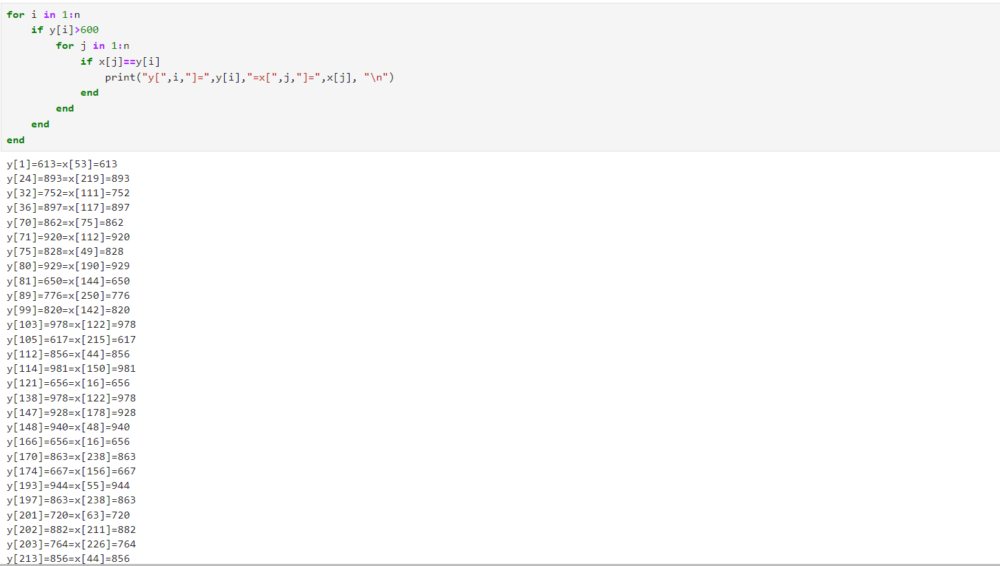 for i in 1:n
    if y[i]>600
        for j in 1:n
            if x[j]==y[i]
                print("y[",i,"]=",y[i],"=x[",j,"]=",x[j], "\n")
            end
        end
    end
end
y[1]=613=x[53]=613
y[24]=893=x[219]=893
y[32]=752=x[111]=752
y[36]=897=x[117]=897
y[70]=862=x[75]=862
y[71]=920=x[112]=920
y[75]=828=x[49]=828
y[80]=929=x[190]=929
y[81]=650=x[144]=650
y[89]=776=x[250]=776
y[99]=820=x[142]=820
y[103]=978=x[122]=978
y[105]=617=x[215]=617
y[112]=856=x[44]=856
y[114]=981=x[150]=981
y[121]=656=x[16]=656
y[138]=978=x[122]=978
y[147]=928=x[178]=928
y[148]=940=x[48]=940
y[166]=656=x[16]=656
y[170]=863=x[238]=863
y[174]=667=x[156]=667
y[193]=944=x[55]=944
y[197]=863=x[238]=863
y[201]=720=x[63]=720
y[202]=882=x[211]=882
y[203]=764=x[226]=764
y[213]=856=x[44]=856